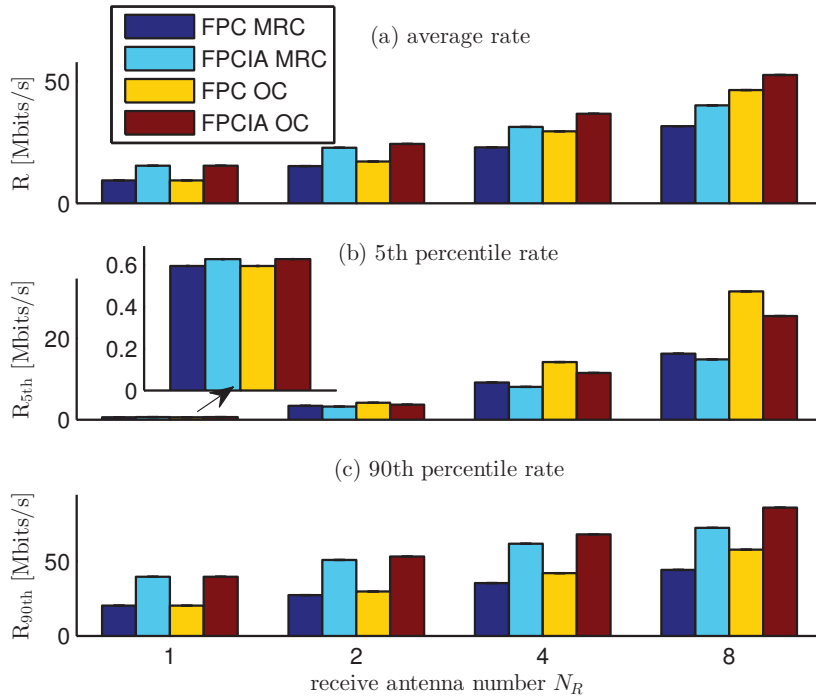 FPC MRC
FPCIA MRC
FPC OC
FPCIA OC
(a) average rate
R [Mbits/s]
50
0
(b) 5th percentile rate
R5th [Mbits/s]
20
0
0.6
0.4
0.2
0
(c) 90th percentile rate
R90th [Mbits/s]
50
0
1 2 4 8
receive antenna number NR